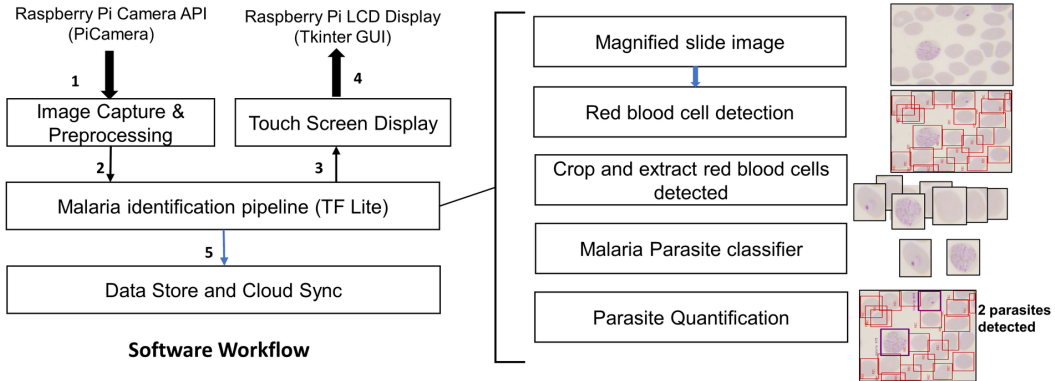 Raspberry Pi Camera API
(PiCamera)
Raspberry Pi LCD Display
(Tkinter GUI)
1
4
Image Capture &
Preprocessing
Touch Screen Display
2
3
Malaria identification pipeline (TF Lite)
5
Data Store and Cloud Sync
Software Workflow
Magnified slide image
Red blood cell detection
Crop and extract red blood cells
detected
Malaria Parasite classifier
Parasite Quantification
2 parasites
detected